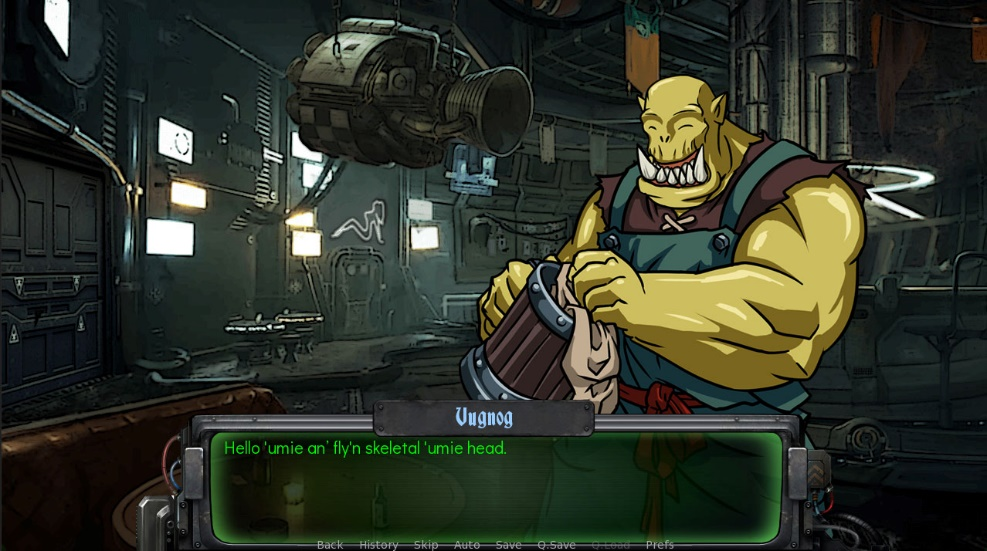 Vugnog
Hello 'umie an' fly'n skeletal 'umie head.
Back History Skip Auto Save Q.Save Q.Load Prefs